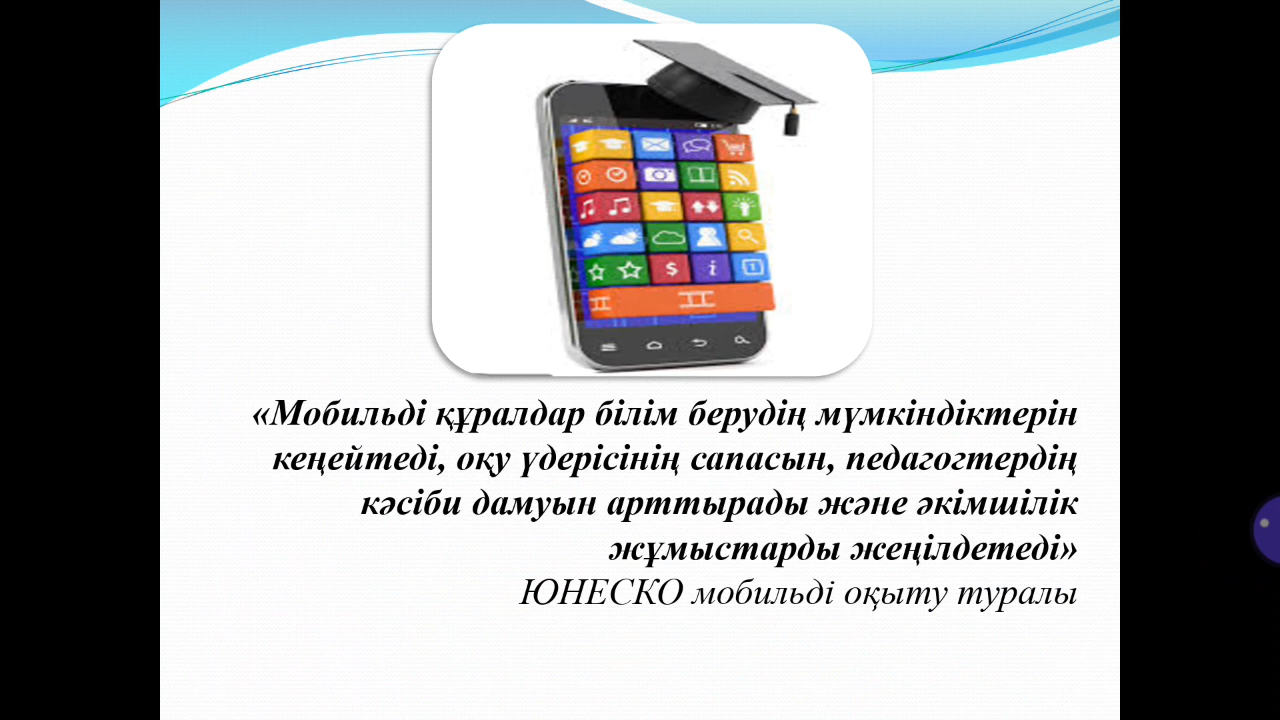 «Мобильді құралдар білім берудің мүмкіндіктерін
кеңейтеді, оқу үдерісінің сапасын, педагогтердің
кәсіби дамуын арттырады және әкімшілік
жұмыстарды жеңілдетеді»
ЮНЕСКО мобильді оқыту туралы